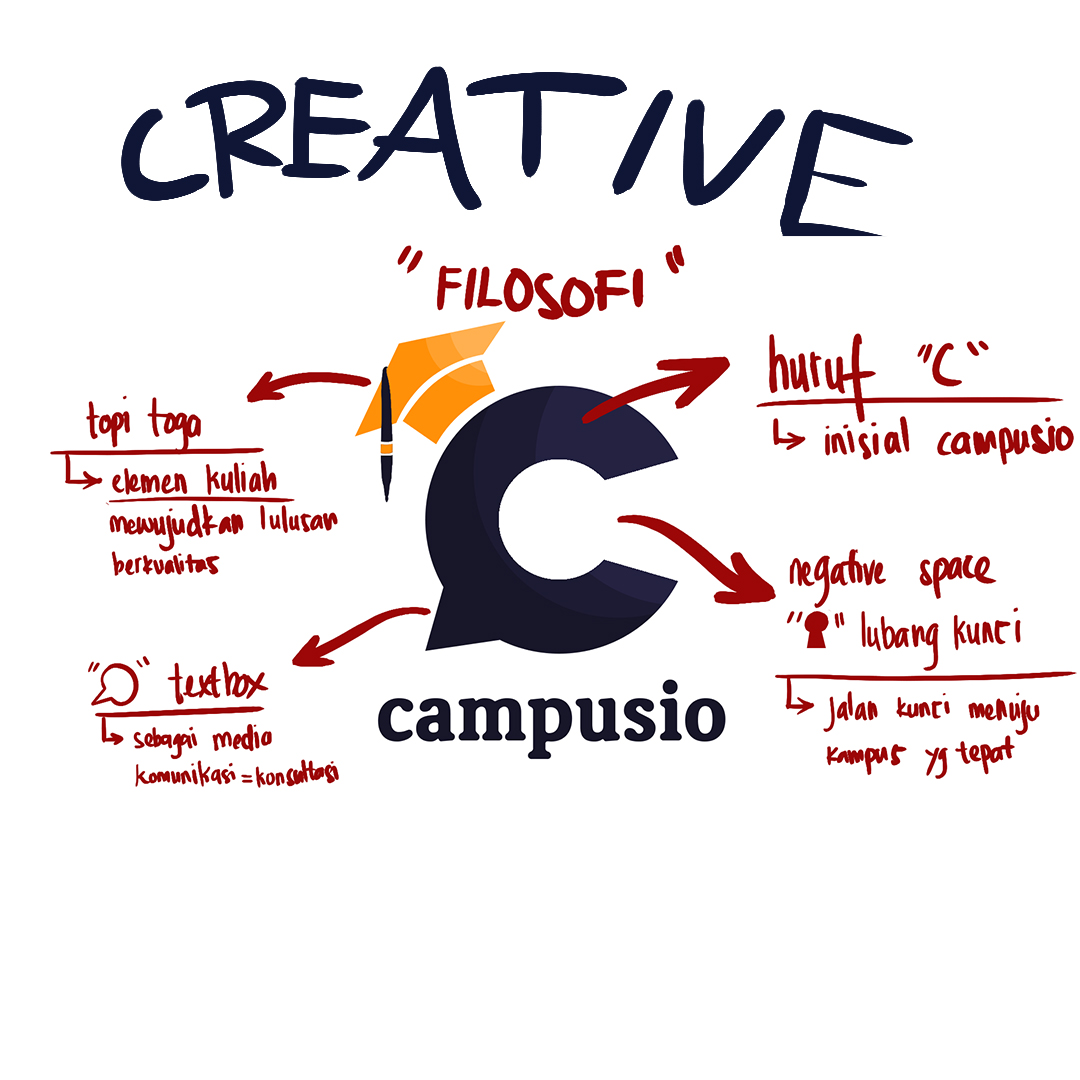 CREATIVE
"FILOSOFI"
topi toga
elemen kuliah
mewujudkan lulusan
berkualitas
huruf "C"
inisial campusio
negative space
" " lubang kunci
Jalan kunci menuju
kampus yg tepat
" " textbox
sebagai media
komunikasi = konsultasi
campusio